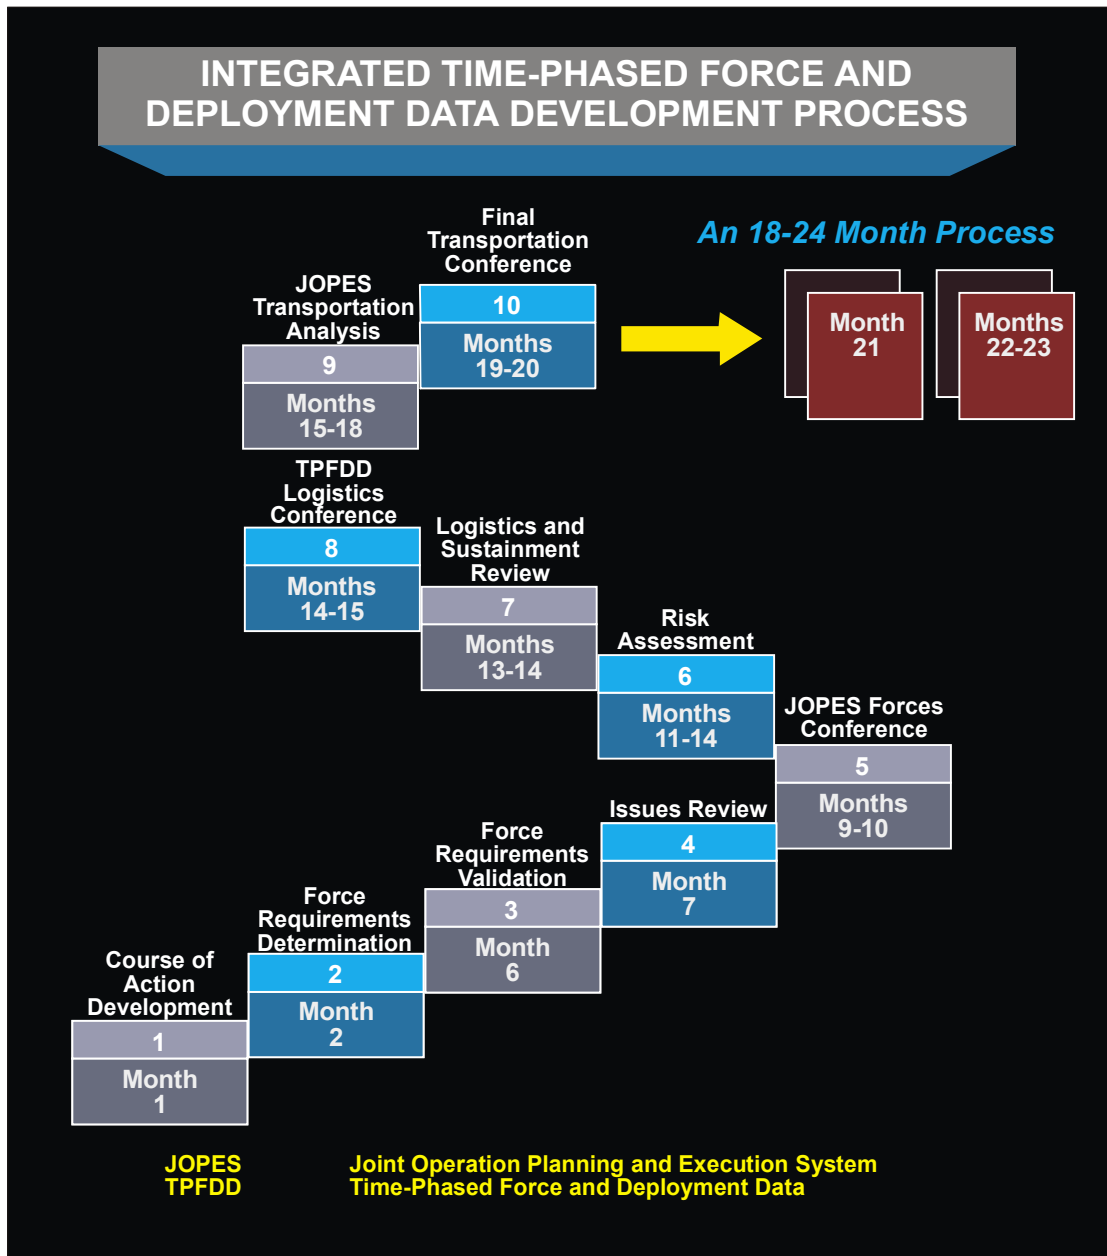 INTEGRATED TIME-PHASED FORCE AND
DEPLOYMENT DATA DEVELOPMENT PROCESS
An 18-24 Month Process
Final
Transportation
Conference
10
Months
19-20
Month
21
Months
22-23
JOPES
Transportation
Analysis
9
Months
15-18
TPFDD
Logistics
Conference
8
Months
14-15
Logistics and
Sustainment
Review
7
Months
13-14
Risk
Assessment
6
Months
11-14
JOPES Forces
Conference
5
Months
9-10
Issues Review
4
Month
7
Force
Requirements
Validation
3
Month
6
Force
Requirements
Determination
2
Month
2
Course of
Action
Development
1
Month
1
JOPES Joint Operation Planning and Execution System
TPFDD Time-Phased Force and Deployment Data